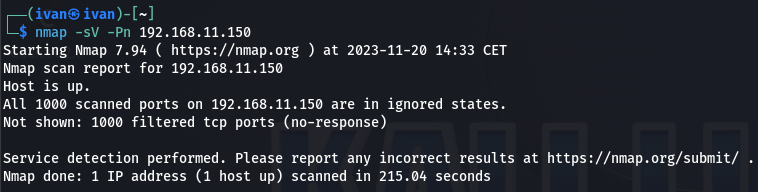 ┌──(ivan㉿ivan)-[~]
└─$ nmap -sV -Pn 192.168.11.150
Starting Nmap 7.94 ( https://nmap.org ) at 2023-11-20 14:33 CET
Nmap scan report for 192.168.11.150
Host is up.
All 1000 scanned ports on 192.168.11.150 are in ignored states.
Not shown: 1000 filtered tcp ports (no-response)

Service detection performed. Please report any incorrect results at https://nmap.org/submit/ .
Nmap done: 1 IP address (1 host up) scanned in 215.04 seconds